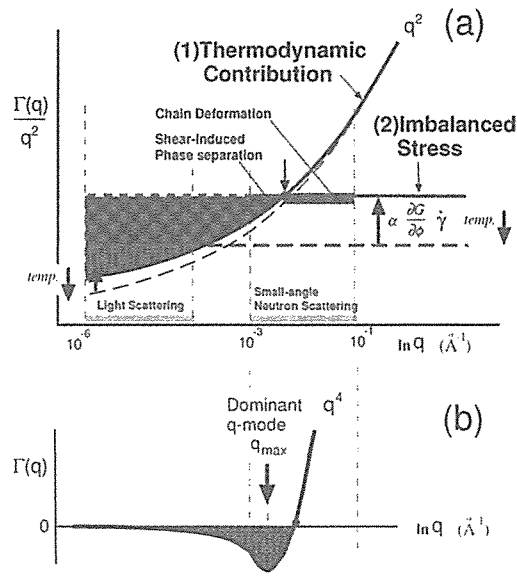 (a)
q²
(1)Thermodynamic
Contribution
Γ(q)
q²
Chain Deformation
Shear-Induced
Phase separation
(2)Imbalanced
Stress
α ∂G/∂ϕ γ̇
temp.
temp.
Light Scattering
Small-angle
Neutron Scattering
10⁻⁶
10⁻³
10⁻¹
ln q (Å⁻¹)
(b)
Dominant
q-mode
qmax
q⁴
Γ(q)
0
ln q (Å⁻¹)